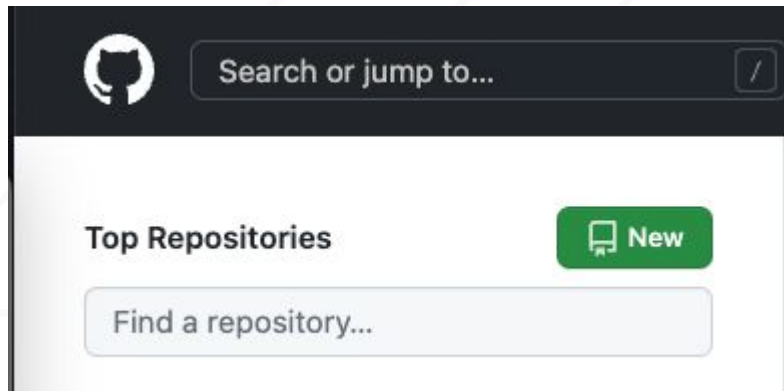 Search or jump to... /
Top Repositories New
Find a repository...